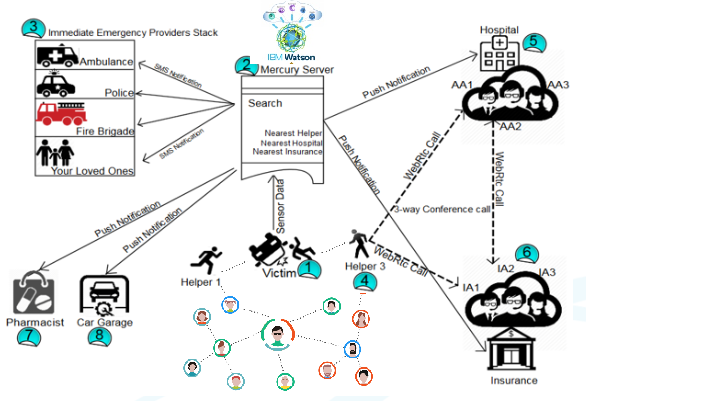 3 Immediate Emergency Providers Stack
Ambulance
Police
Fire Brigade
Your Loved Ones
SMS Notification
SMS Notification
IBM Watson
2 Mercury Server
Search
Nearest Helper
Nearest Hospital
Nearest Insurance
Push Notification
Push Notification
Hospital
5
AA1
AA3
AA2
WebRtc Call
WebRtc Call
3-way Conference call
WebRtc Call
Push Notification
Push Notification
Sensor Data
Helper 1
Victim 1
Helper 3
4
6
IA2
IA3
IA1
$
Insurance
Pharmacist
7
Car Garage
8